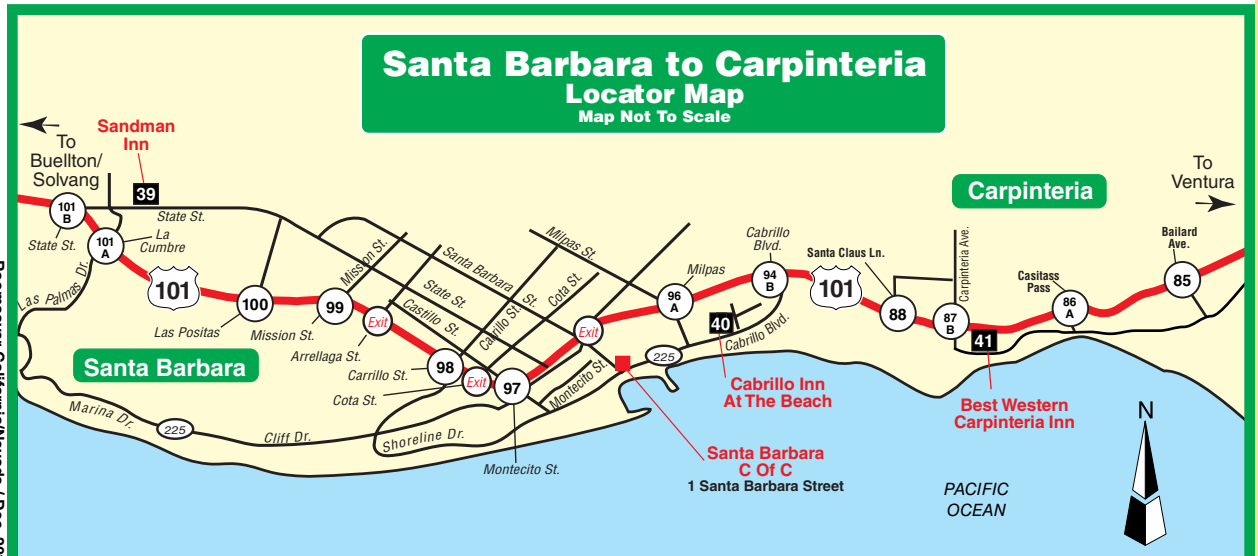 Santa Barbara to Carpinteria
Locator Map
Map Not To Scale
To
Buellton/
Solvang
Sandman
Inn
39
State St.
101
B
State St.
101
A
La
Cumbre
Las Palmas Dr.
101
100
Las Positas
99
Mission St.
Mission St.
Exit
Arrellaga St.
Santa Barbara St.
State St.
Castillo St.
Carrillo St.
Cota St.
Milpas St.
98
Carrillo St.
Exit
Cota St.
97
Montecito St.
Montecito St.
Exit
Santa Barbara
Marina Dr.
225
Cliff Dr.
Shoreline Dr.
225
96
A
Milpas
Cabrillo
Blvd.
94
B
40
Cabrillo Blvd.
Cabrillo Inn
At The Beach
Santa Barbara
C Of C
1 Santa Barbara Street
101
Santa Claus Ln.
88
Carpinteria
Carpinteria Ave.
87
B
41
Best Western
Carpinteria Inn
Casitass
Pass
86
A
Bailard
Ave.
85
To
Ventura
PACIFIC
OCEAN
N